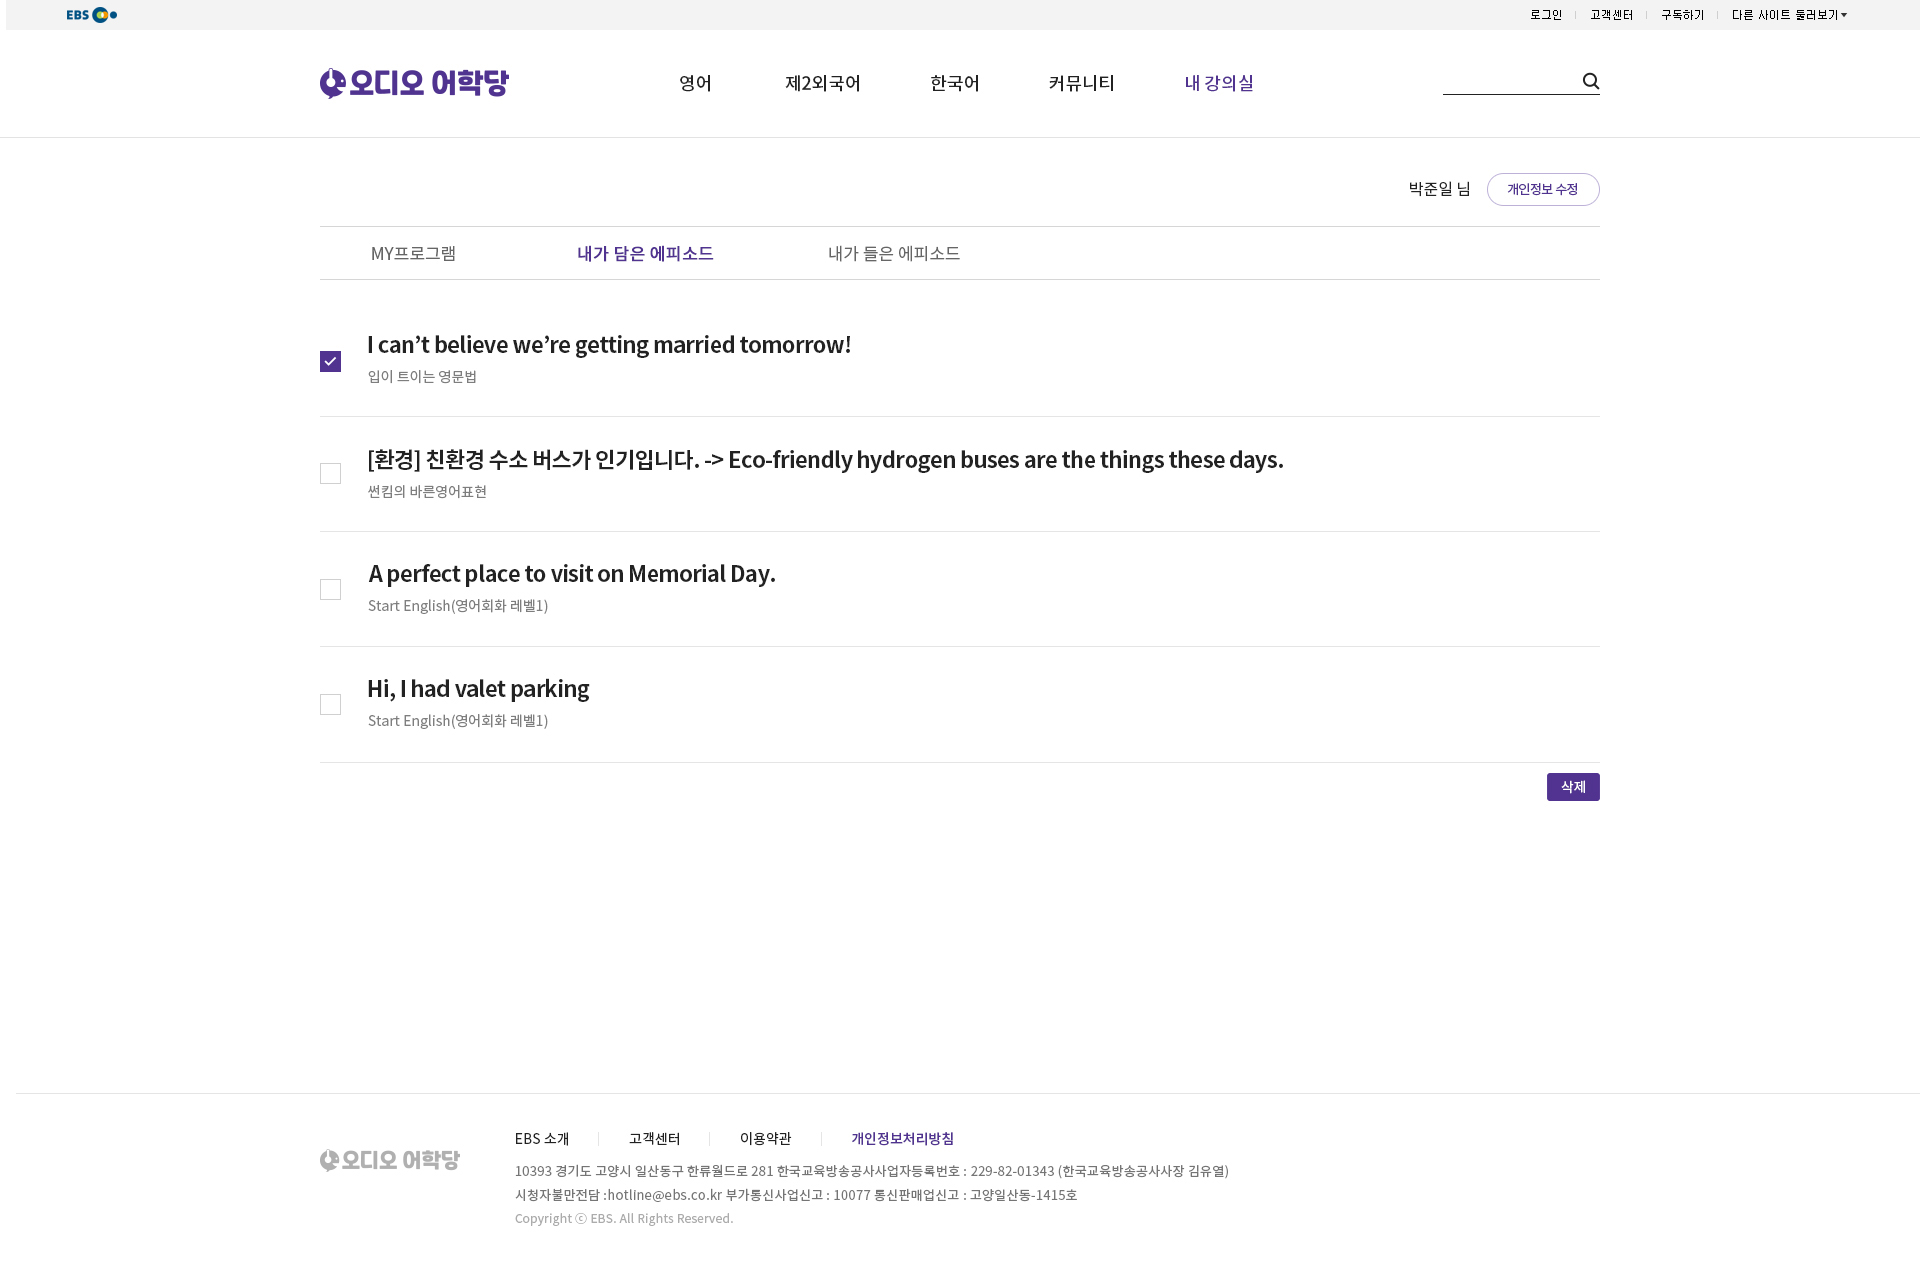 EBS
로그인 고객센터 구독하기 다른 사이트 둘러보기
오디오 어학당
영어 제2외국어 한국어 커뮤니티 내 강의실
박준일 님 개인정보 수정
MY프로그램 내가 담은 에피소드 내가 들은 에피소드
I can’t believe we’re getting married tomorrow!
입이 트이는 영문법
[환경] 친환경 수소 버스가 인기입니다. -> Eco-friendly hydrogen buses are the things these days.
썬킴의 바른영어표현
A perfect place to visit on Memorial Day.
Start English(영어회화 레벨1)
Hi, I had valet parking
Start English(영어회화 레벨1)
삭제
오디오 어학당
EBS 소개 고객센터 이용약관 개인정보처리방침
10393 경기도 고양시 일산동구 한류월드로 281 한국교육방송공사사업자등록번호 : 229-82-01343 (한국교육방송공사사장 김유열)
시청자불만전담 :hotline@ebs.co.kr 부가통신사업신고 : 10077 통신판매업신고 : 고양일산동-1415호
Copyright ⓒ EBS. All Rights Reserved.